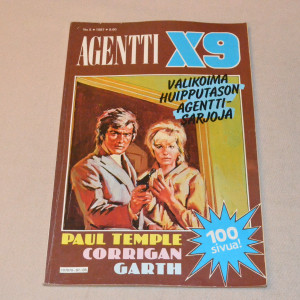 AGENTTI X9
VALIKOIMA
HUIPPUTASON
AGENTTI-
SARJOJA
PAUL TEMPLE
CORRIGAN
GARTH
100
sivua!